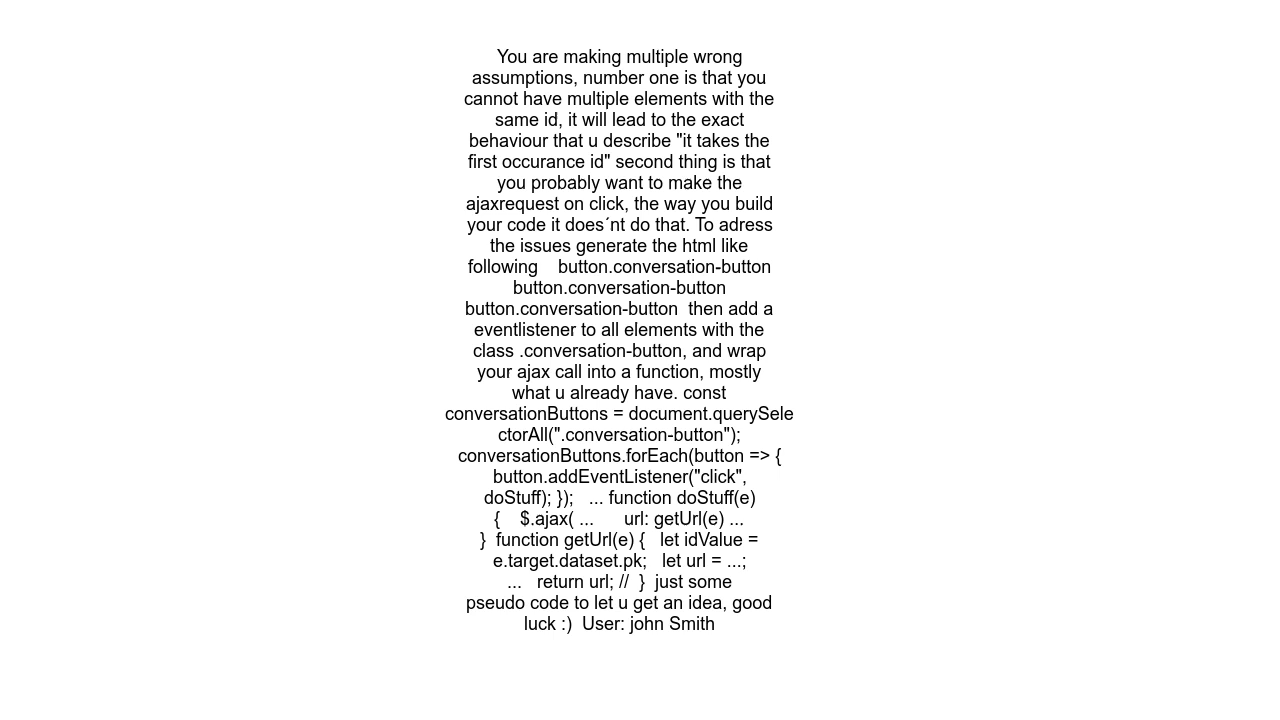 You are making multiple wrong
assumptions, number one is that you
cannot have multiple elements with the
same id, it will lead to the exact
behaviour that u describe "it takes the
first occurance id" second thing is that
you probably want to make the
ajaxrequest on click, the way you build
your code it does´nt do that. To adress
the issues generate the html like
following    button.conversation-button
button.conversation-button
button.conversation-button  then add a
eventlistener to all elements with the
class .conversation-button, and wrap
your ajax call into a function, mostly
what u already have. const
conversationButtons = document.querySele
ctorAll(".conversation-button");
conversationButtons.forEach(button => {
button.addEventListener("click",
doStuff); });   ... function doStuff(e)
{    $.ajax( ...      url: getUrl(e) ...
}  function getUrl(e) {   let idValue =
e.target.dataset.pk;   let url = ...;
...   return url; //  }  just some
pseudo code to let u get an idea, good
luck :)  User: john Smith